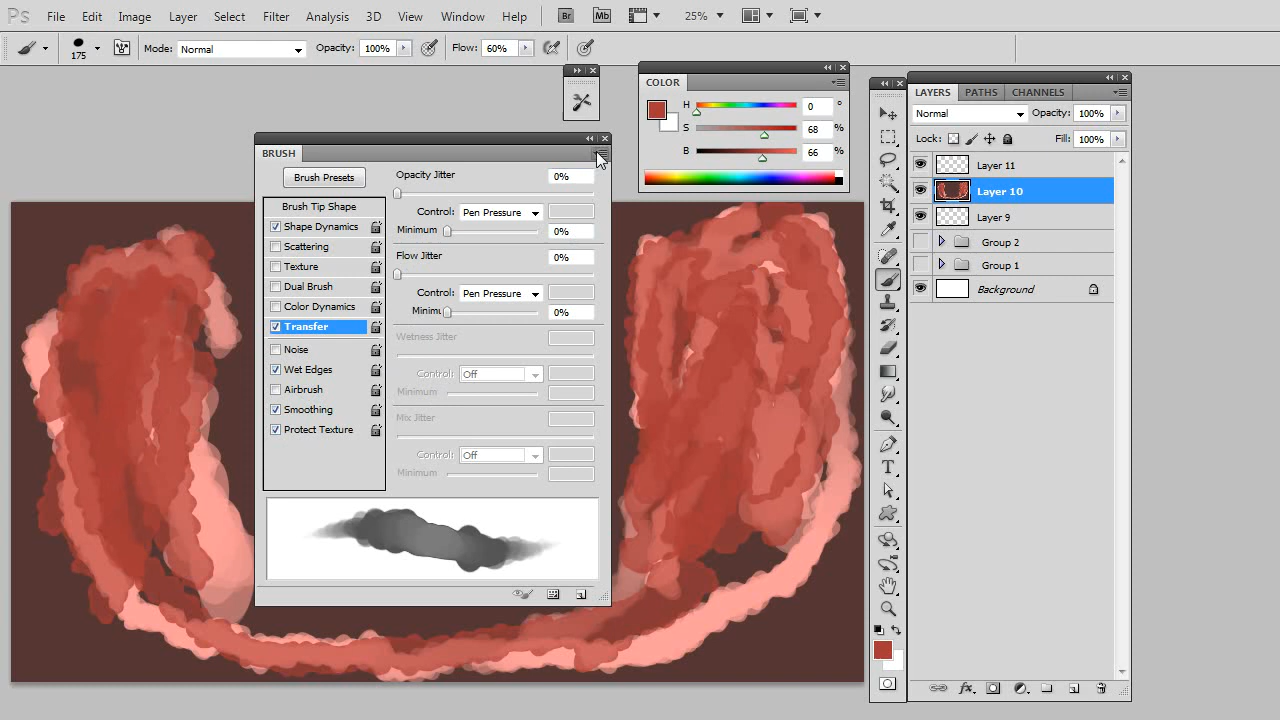 Ps File Edit Image Layer Select Filter Analysis 3D View Window Help Br Mb 25%
175 Mode: Normal Opacity: 100% Flow: 60%
COLOR
H 0 °
S 68 %
B 66 %
BRUSH
Brush Presets
Brush Tip Shape
Shape Dynamics
Scattering
Texture
Dual Brush
Color Dynamics
Transfer
Noise
Wet Edges
Airbrush
Smoothing
Protect Texture
Opacity Jitter 0%
Control: Pen Pressure
Minimum 0%
Flow Jitter 0%
Control: Pen Pressure
Minimu 0%
Wetness Jitter
Control: Off
Minimum
Mix Jitter
Control: Off
Minimum
T
LAYERS PATHS CHANNELS
Normal Opacity: 100%
Lock: Fill: 100%
Layer 11
Layer 10
Layer 9
Group 2
Group 1
Background
fx